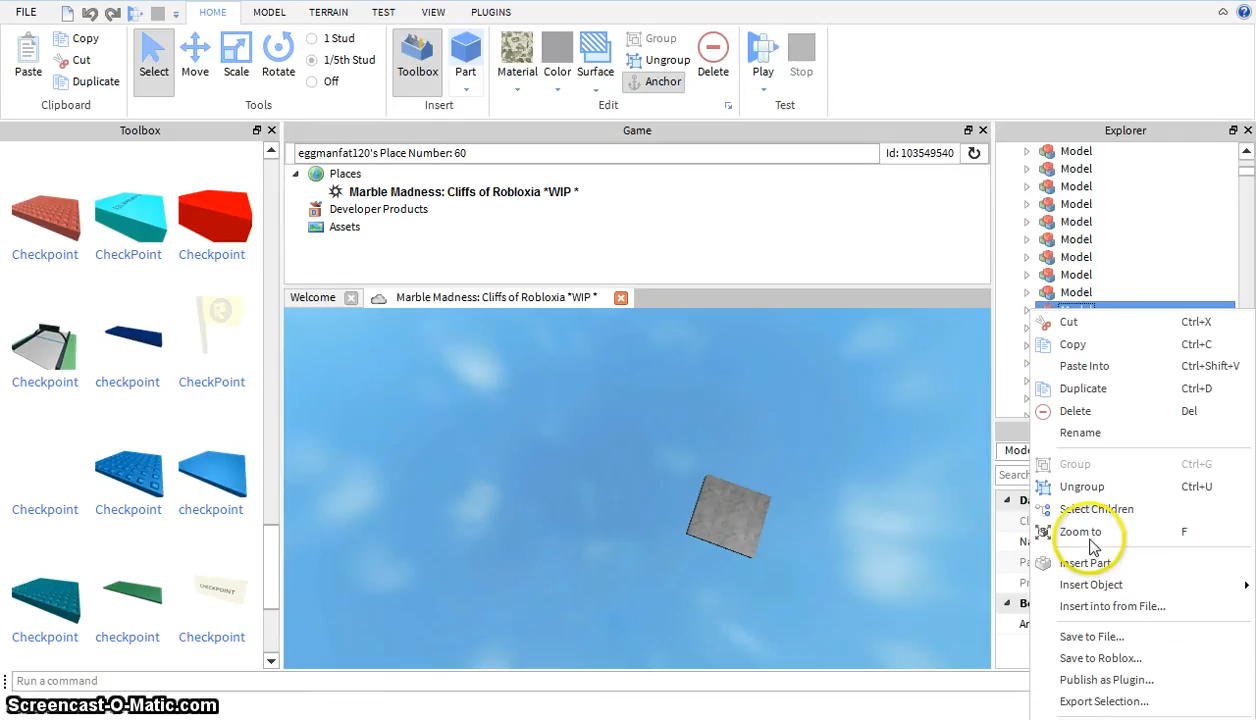 FILE HOME MODEL TERRAIN TEST VIEW PLUGINS
Paste Copy Cut Duplicate
Clipboard
Select Move Scale Rotate 1 Stud 1/5th Stud Off
Tools
Toolbox Part
Insert
Material Color Surface Group Ungroup Anchor Delete
Edit
Play Stop
Test
Toolbox
Checkpoint CheckPoint Checkpoint
Checkpoint checkpoint CheckPoint
Checkpoint Checkpoint Checkpoint
Checkpoint checkpoint Checkpoint
CHECKPOINT
Game
eggmanfat120's Place Number: 60 Id: 103549540
Places
Marble Madness: Cliffs of Robloxia *WIP *
Developer Products
Assets
Welcome Marble Madness: Cliffs of Robloxia *WIP *
Explorer
Model
Model
Model
Model
Model
Model
Model
Model
Model
Cut Ctrl+X
Copy Ctrl+C
Paste Into Ctrl+Shift+V
Duplicate Ctrl+D
Delete Del
Rename
Group Ctrl+G
Ungroup Ctrl+U
Select Children
Zoom to F
Insert Part
Insert Object
Insert into from File...
Save to File...
Save to Roblox...
Publish as Plugin...
Export Selection...
Run a command
Screencast-O-Matic.com